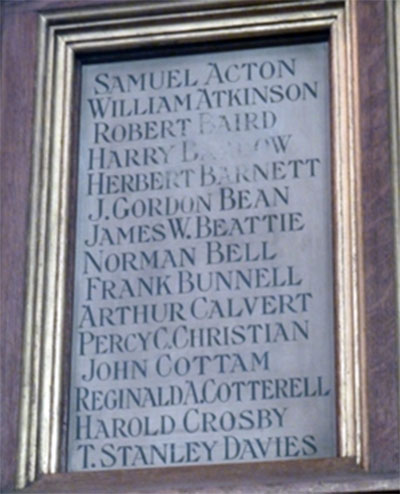 SAMUEL ACTON
WILLIAM ATKINSON
ROBERT BAIRD
HARRY BARLOW
HERBERT BARNETT
J. GORDON BEAN
JAMES W. BEATTIE
NORMAN BELL
FRANK BUNNELL
ARTHUR CALVERT
PERCY C. CHRISTIAN
JOHN COTTAM
REGINALD A. COTTERELL
HAROLD CROSBY
T. STANLEY DAVIES